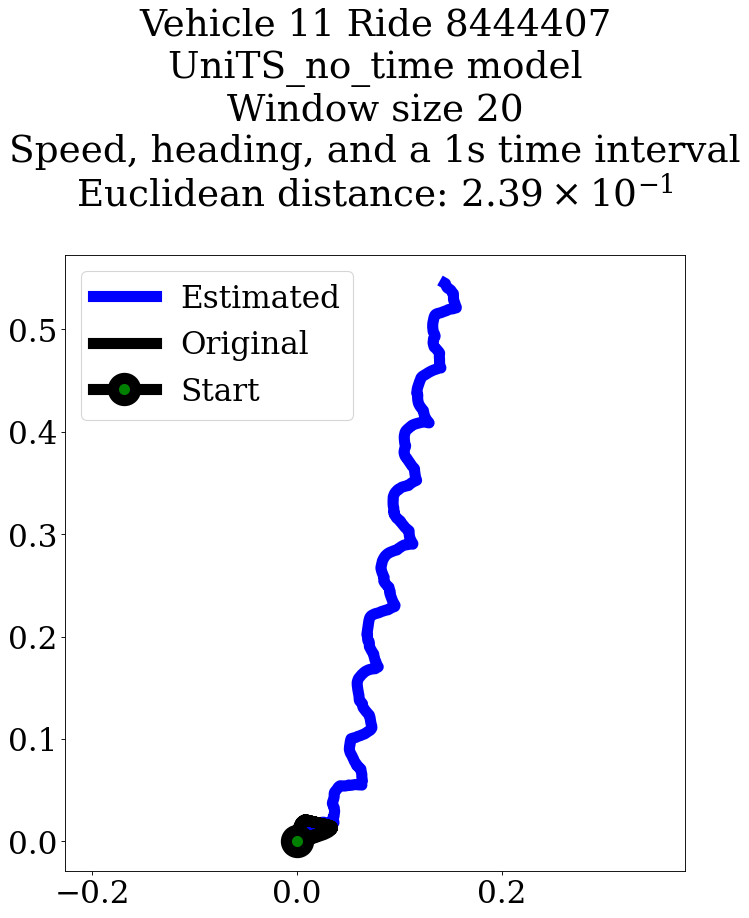 Vehicle 11 Ride 8444407
UniTS_no_time model
Window size 20
Speed, heading, and a 1s time interval
Euclidean distance: 2.39 × 10⁻¹
Estimated
Original
Start
0.5
0.4
0.3
0.2
0.1
0.0
−0.2
0.0
0.2